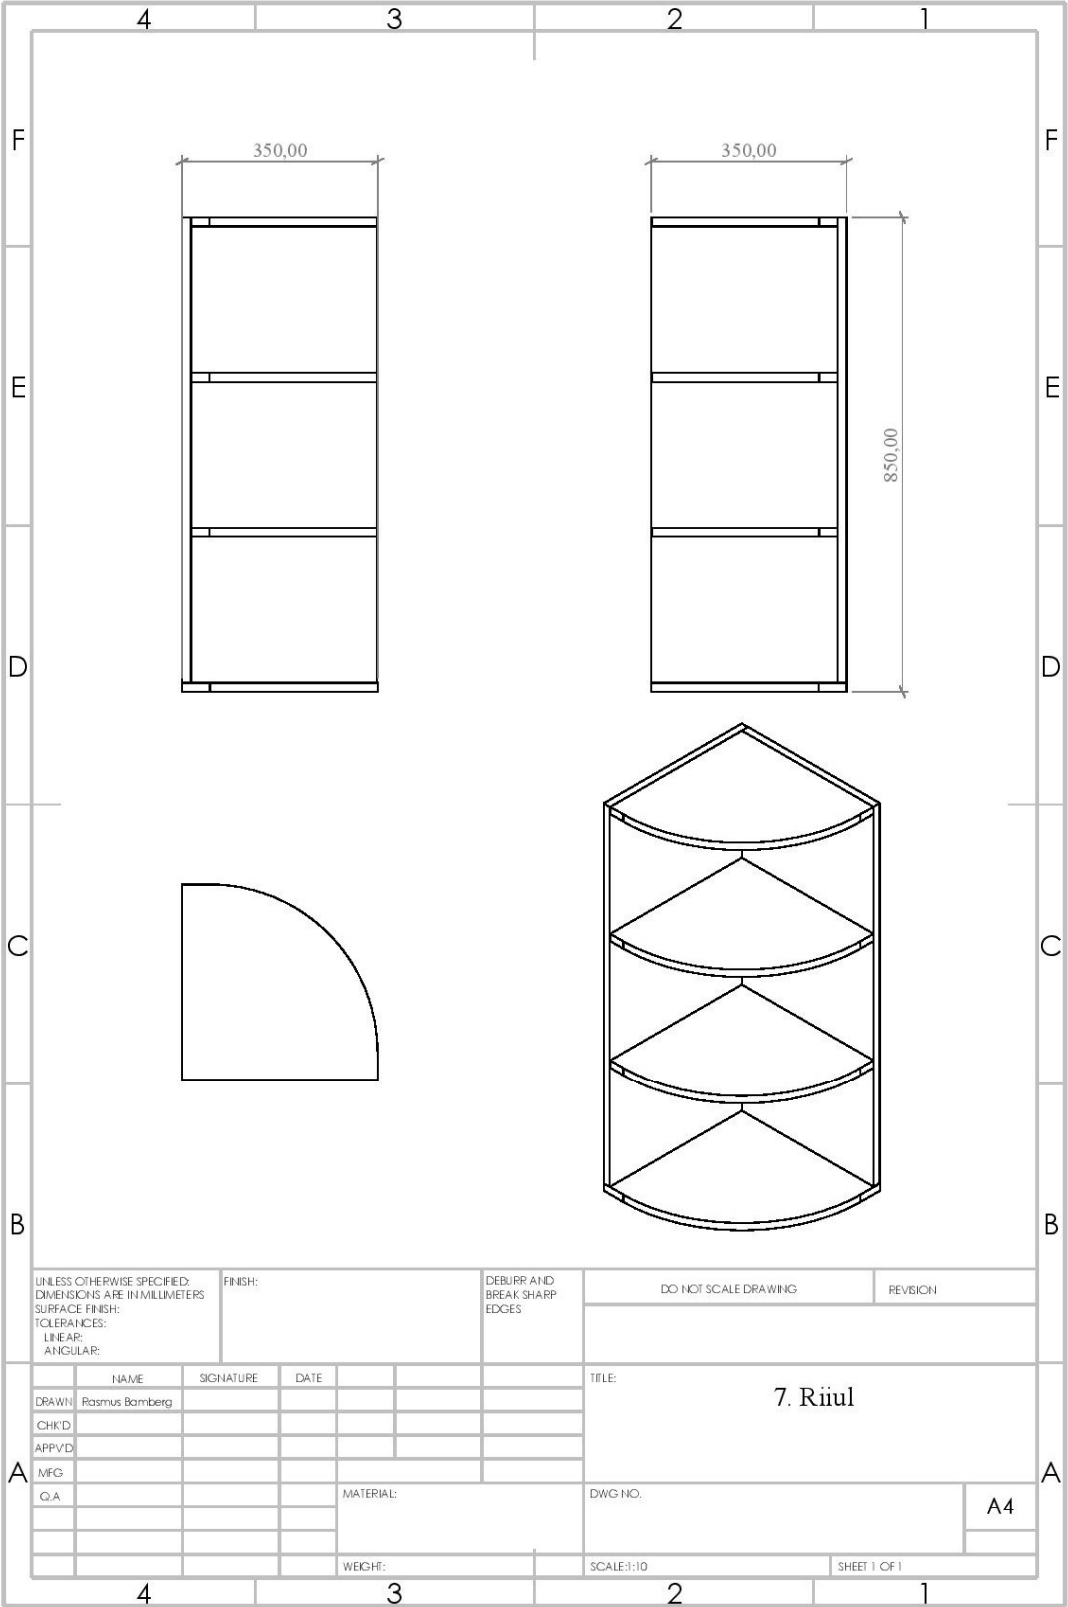 4 3 2 1
F F
350,00 350,00
E E
850,00
D D
C C
B B
UNLESS OTHERWISE SPECIFIED:
DIMENSIONS ARE IN MILLIMETERS
SURFACE FINISH:
TOLERANCES:
LINEAR:
ANGULAR:
FINISH:
DEBURR AND
BREAK SHARP
EDGES
DO NOT SCALE DRAWING
REVISION
NAME SIGNATURE DATE
DRAWN Rasmus Bamberg
CHK'D
APPV'D
MFG
Q.A
TITLE:
7. Riiul
A A
MATERIAL:
DWG NO.
A4
WEIGHT:
SCALE:1:10
SHEET 1 OF 1
4 3 2 1